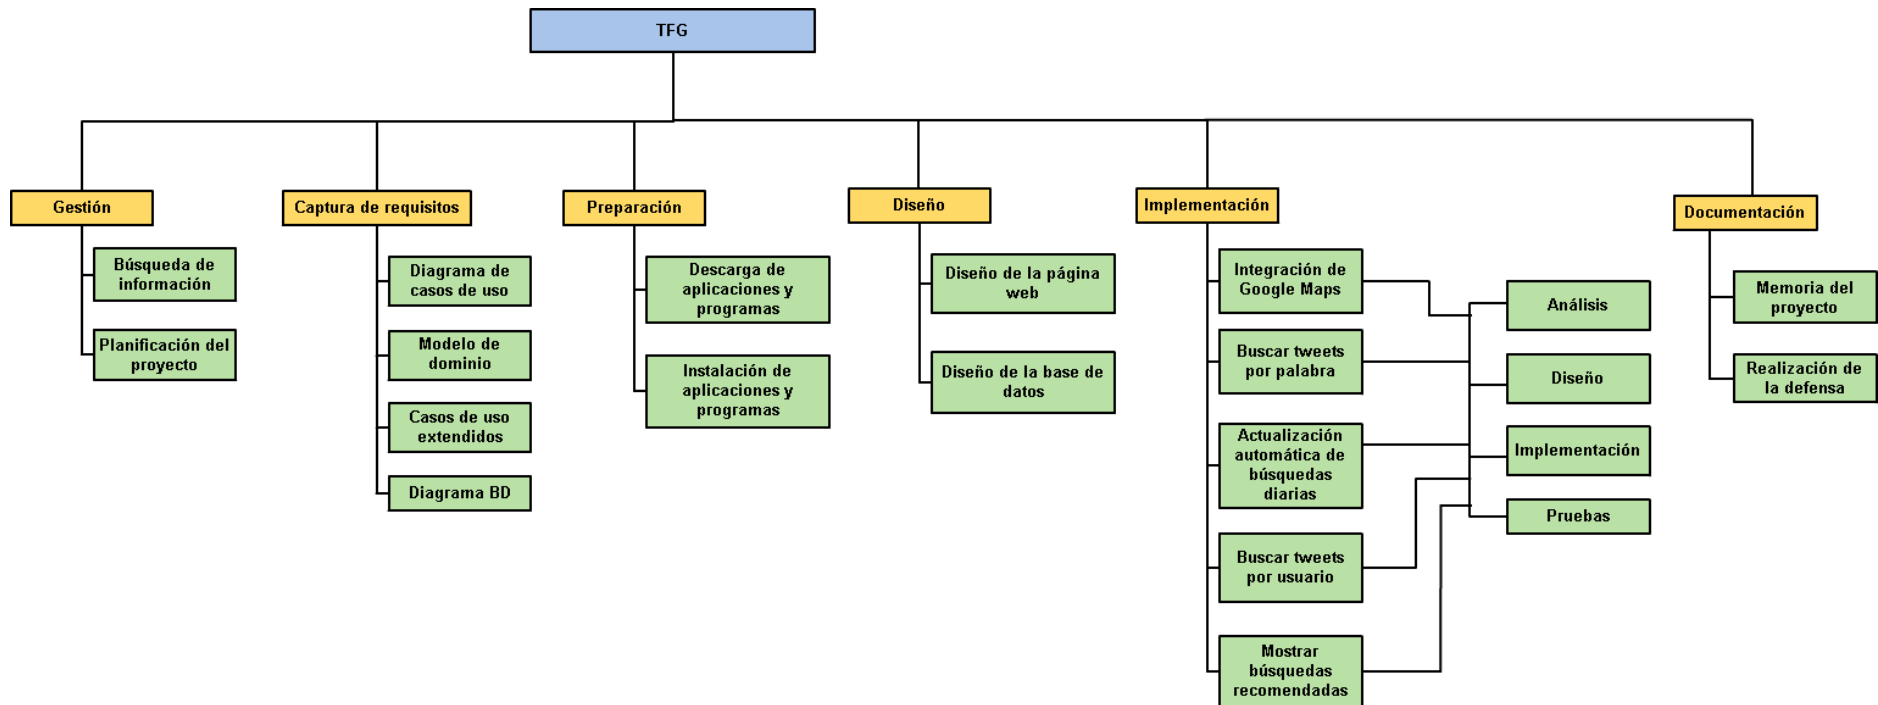 TFG
Gestión
Búsqueda de
información
Planificación del
proyecto
Captura de requisitos
Diagrama de
casos de uso
Modelo de
dominio
Casos de uso
extendidos
Diagrama BD
Preparación
Descarga de
aplicaciones y
programas
Instalación de
aplicaciones y
programas
Diseño
Diseño de la página
web
Diseño de la base de
datos
Implementación
Integración de
Google Maps
Buscar tweets
por palabra
Actualización
automática de
búsquedas
diarias
Buscar tweets
por usuario
Mostrar
búsquedas
recomendadas
Análisis
Diseño
Implementación
Pruebas
Documentación
Memoria del
proyecto
Realización de
la defensa